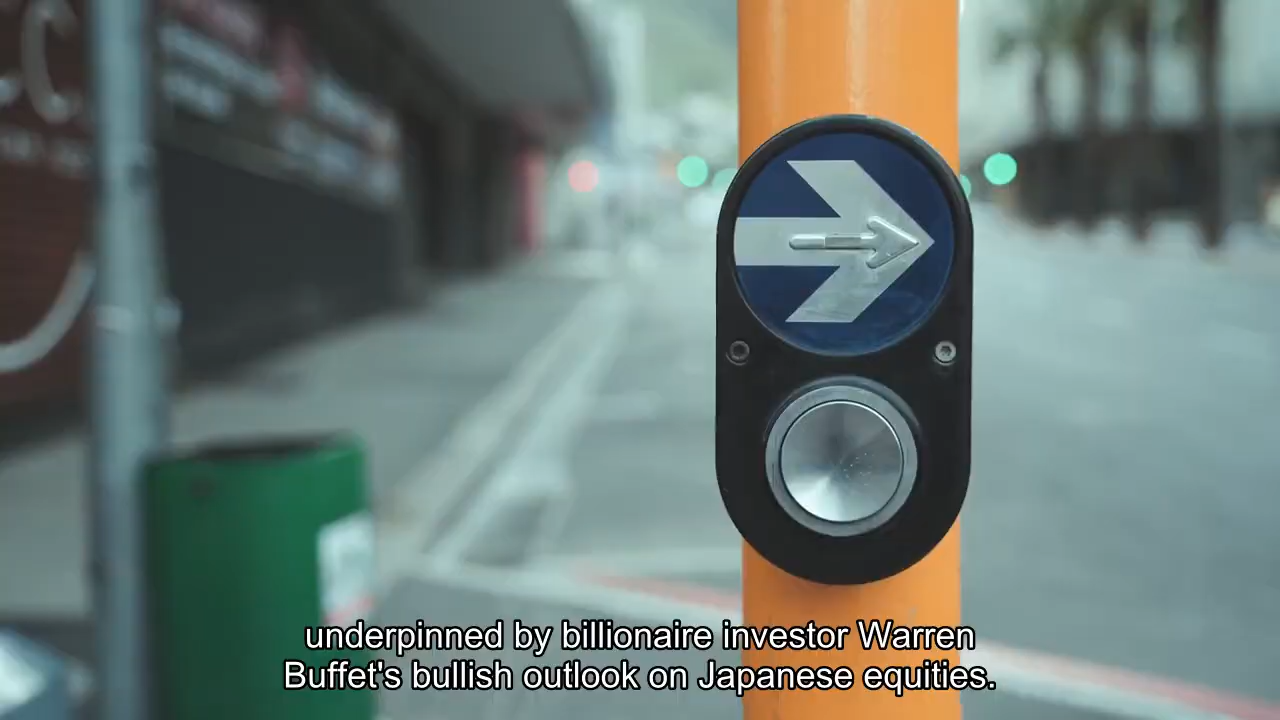 underpinned by billionaire investor Warren
Buffet's bullish outlook on Japanese equities.